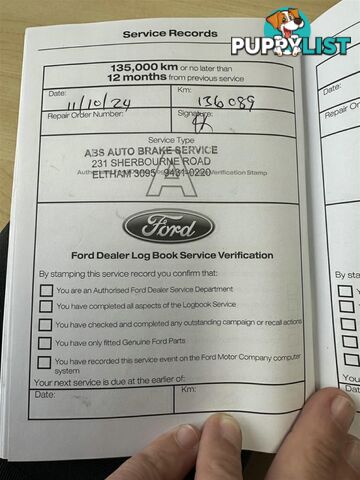 PUPPYLIST
Service Records
135,000 km or no later than
12 months from previous service
Date: Km:
11/10/24 136089
Repair Order Number: Signature:
Service Type
ABS AUTO BRAKE SERVICE
231 SHERBOURNE ROAD
Verification Stamp
ELTHAM 3095 9431-0220
A
Ford
Ford Dealer Log Book Service Verification
By stamping this service record you confirm that:
You are an Authorised Ford Dealer Service Department
You have completed all aspects of the Logbook Service
You have checked and completed any outstanding campaign or recall actions
You have only fitted Genuine Ford Parts
You have recorded this service event on the Ford Motor Company computer
system
Your next service is due at the earlier of:
Date: Km: